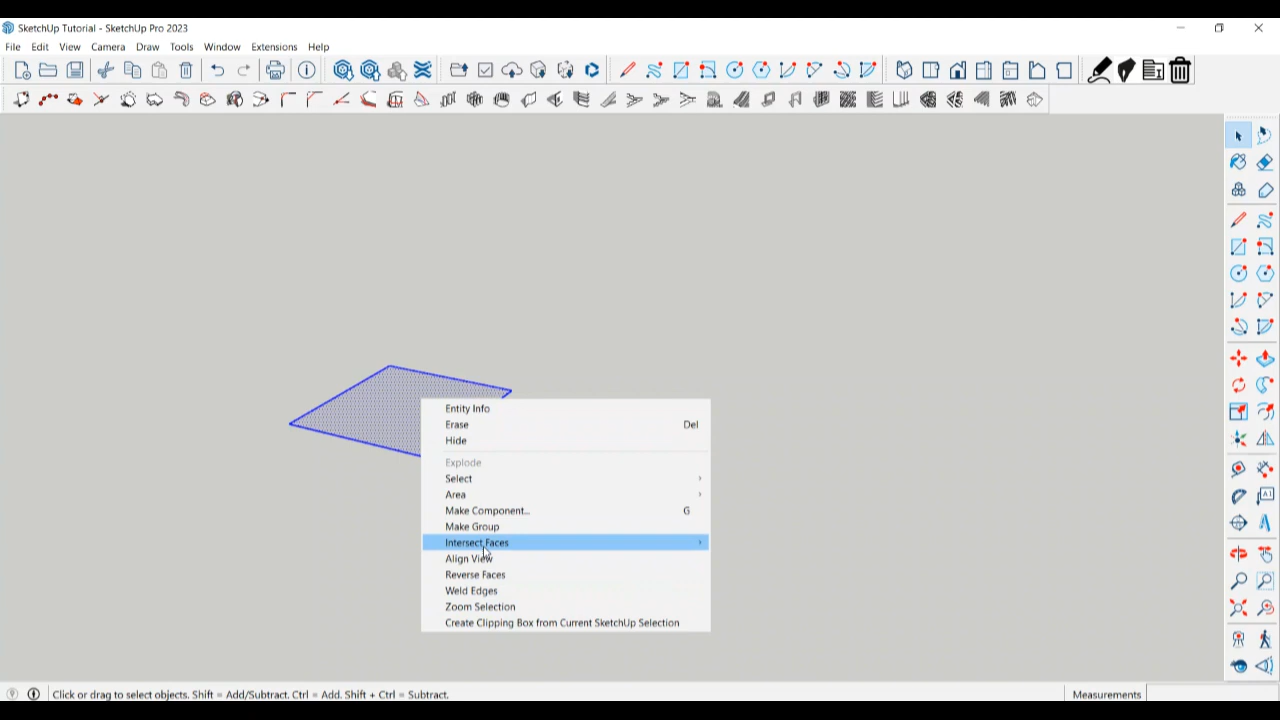 SketchUp Tutorial - SketchUp Pro 2023
File Edit View Camera Draw Tools Window Extensions Help
Entity Info
Erase Del
Hide
Explode
Select
Area
Make Component... G
Make Group
Intersect Faces
Align View
Reverse Faces
Weld Edges
Zoom Selection
Create Clipping Box from Current SketchUp Selection
Click or drag to select objects. Shift = Add/Subtract. Ctrl = Add. Shift + Ctrl = Subtract.
Measurements